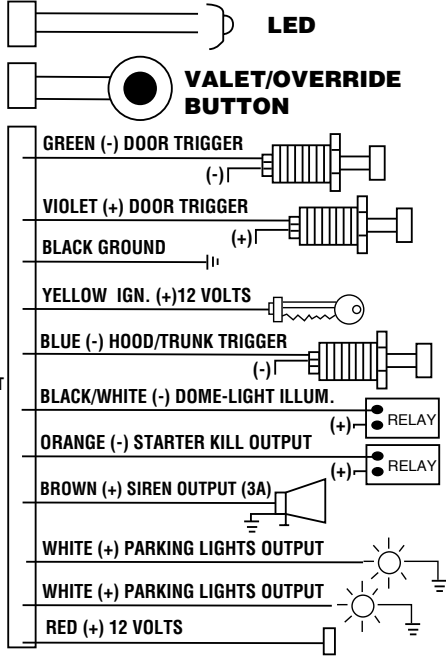 LED
VALET/OVERRIDE
BUTTON
GREEN (-) DOOR TRIGGER
(-)
VIOLET (+) DOOR TRIGGER
(+)
BLACK GROUND
YELLOW IGN. (+)12 VOLTS
BLUE (-) HOOD/TRUNK TRIGGER
(-)
T
BLACK/WHITE (-) DOME-LIGHT ILLUM.
(+) RELAY
ORANGE (-) STARTER KILL OUTPUT
(+) RELAY
BROWN (+) SIREN OUTPUT (3A)
WHITE (+) PARKING LIGHTS OUTPUT
WHITE (+) PARKING LIGHTS OUTPUT
RED (+) 12 VOLTS